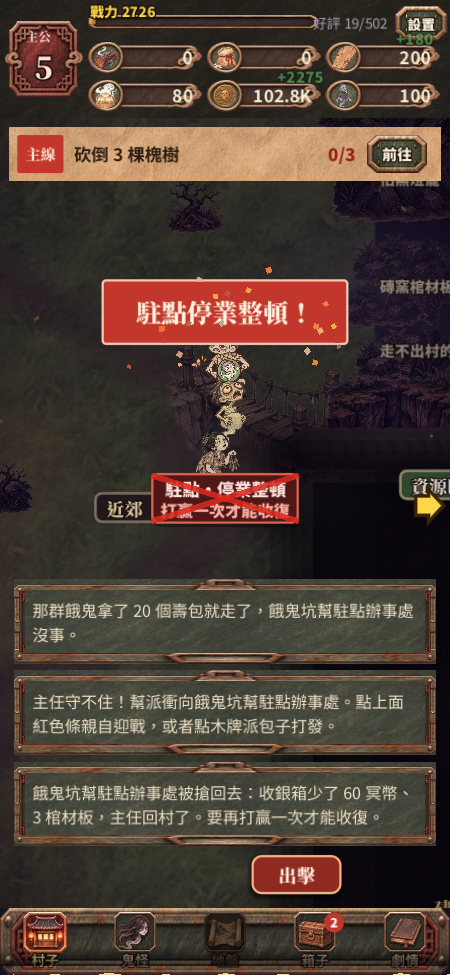 戰力.2726
主公
5
好評 19/502
設置
+180
0
0
200
+2275
80
102.8K
100
主線
砍倒 3 棵槐樹
0/3
前往
磚窯棺材板
走不出村的
駐點停業整頓！
近郊
駐點・停業整頓
打贏一次才能收復
那群餓鬼拿了 20 個壽包就走了，餓鬼坑幫駐點辦事處
沒事。
主任守不住！幫派衝向餓鬼坑幫駐點辦事處。點上面
紅色條親自迎戰，或者點木牌派包子打發。
餓鬼坑幫駐點辦事處被搶回去：收銀箱少了 60 冥幣、
3 棺材板，主任回村了。要再打贏一次才能收復。
出擊
2
村子
鬼怪
地盤
箱子
劇情